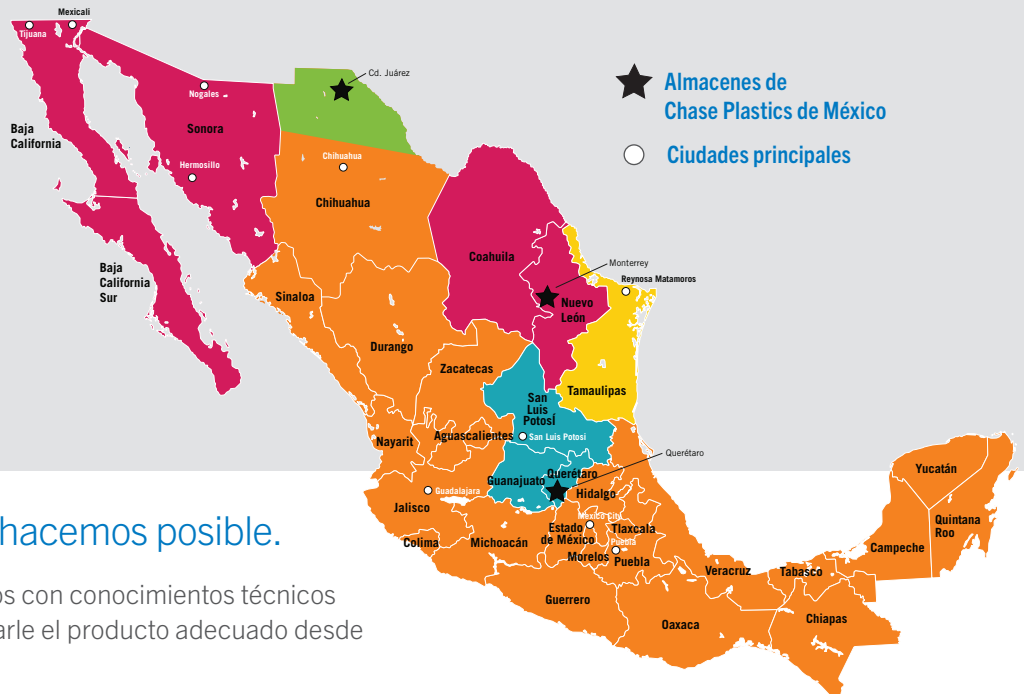 Mexicali
Tijuana
Cd. Juárez
Nogales
Almacenes de
Chase Plastics de México
Baja
California
Sonora
Ciudades principales
Chihuahua
Hermosillo
Chihuahua
Coahuila
Monterrey
Baja
California
Sur
Reynosa Matamoros
Sinaloa
Nuevo
León
Durango
Zacatecas
Tamaulipas
San
Luis
PotosÍ
Nayarit
Aguascalientes
San Luis Potosi
Querétaro
Yucatán
Guanajuato
Querétaro
Guadalajara
Hidalgo
Jalisco
Quintana
Roo
Mexico City
hacemos posible.
Colima
Michoacán
Estado
de México
Tlaxcala
Puebla
Campeche
Morelos
Puebla
Veracruz
Tabasco
os con conocimientos técnicos
Guerrero
Chiapas
Oaxaca
arle el producto adecuado desde